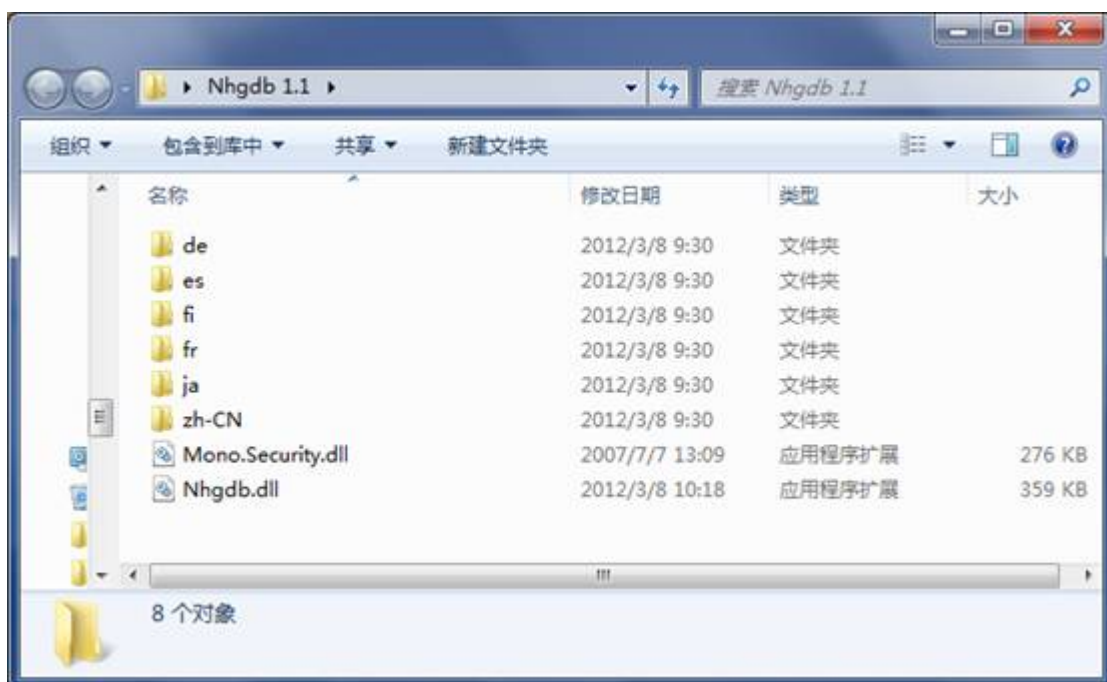 Nhgdb 1.1
搜索 Nhgdb 1.1
组织 包含到库中 共享 新建文件夹
名称 修改日期 类型 大小
de 2012/3/8 9:30 文件夹
es 2012/3/8 9:30 文件夹
fi 2012/3/8 9:30 文件夹
fr 2012/3/8 9:30 文件夹
ja 2012/3/8 9:30 文件夹
zh-CN 2012/3/8 9:30 文件夹
Mono.Security.dll 2007/7/7 13:09 应用程序扩展 276 KB
Nhgdb.dll 2012/3/8 10:18 应用程序扩展 359 KB
8 个对象